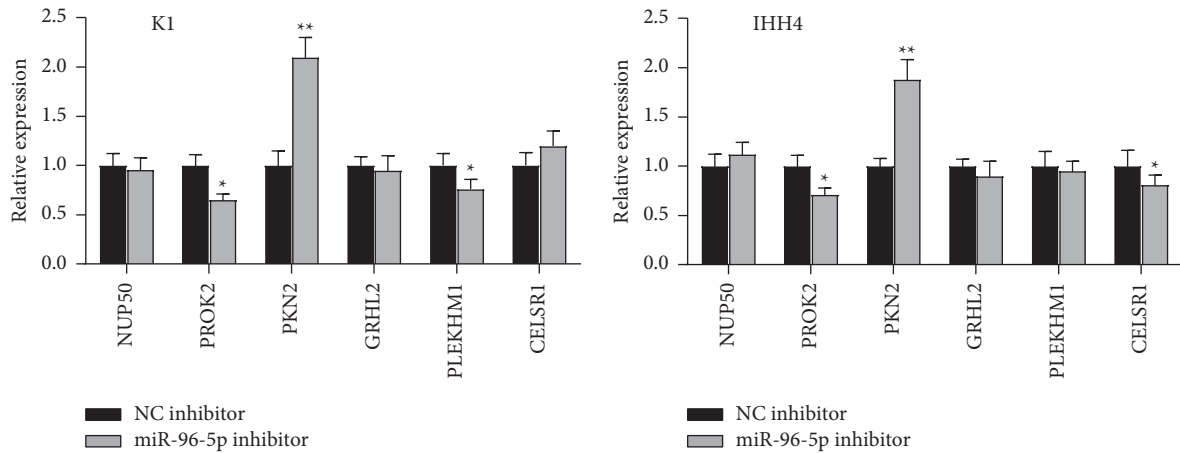 K1
Relative expression
2.5
2.0
1.5
1.0
0.5
0.0
**
*
*
NUP50
PROK2
PKN2
GRHL2
PLEKHM1
CELSR1
NC inhibitor
miR-96-5p inhibitor
IHH4
Relative expression
2.5
2.0
1.5
1.0
0.5
0.0
**
*
*
NUP50
PROK2
PKN2
GRHL2
PLEKHM1
CELSR1
NC inhibitor
miR-96-5p inhibitor